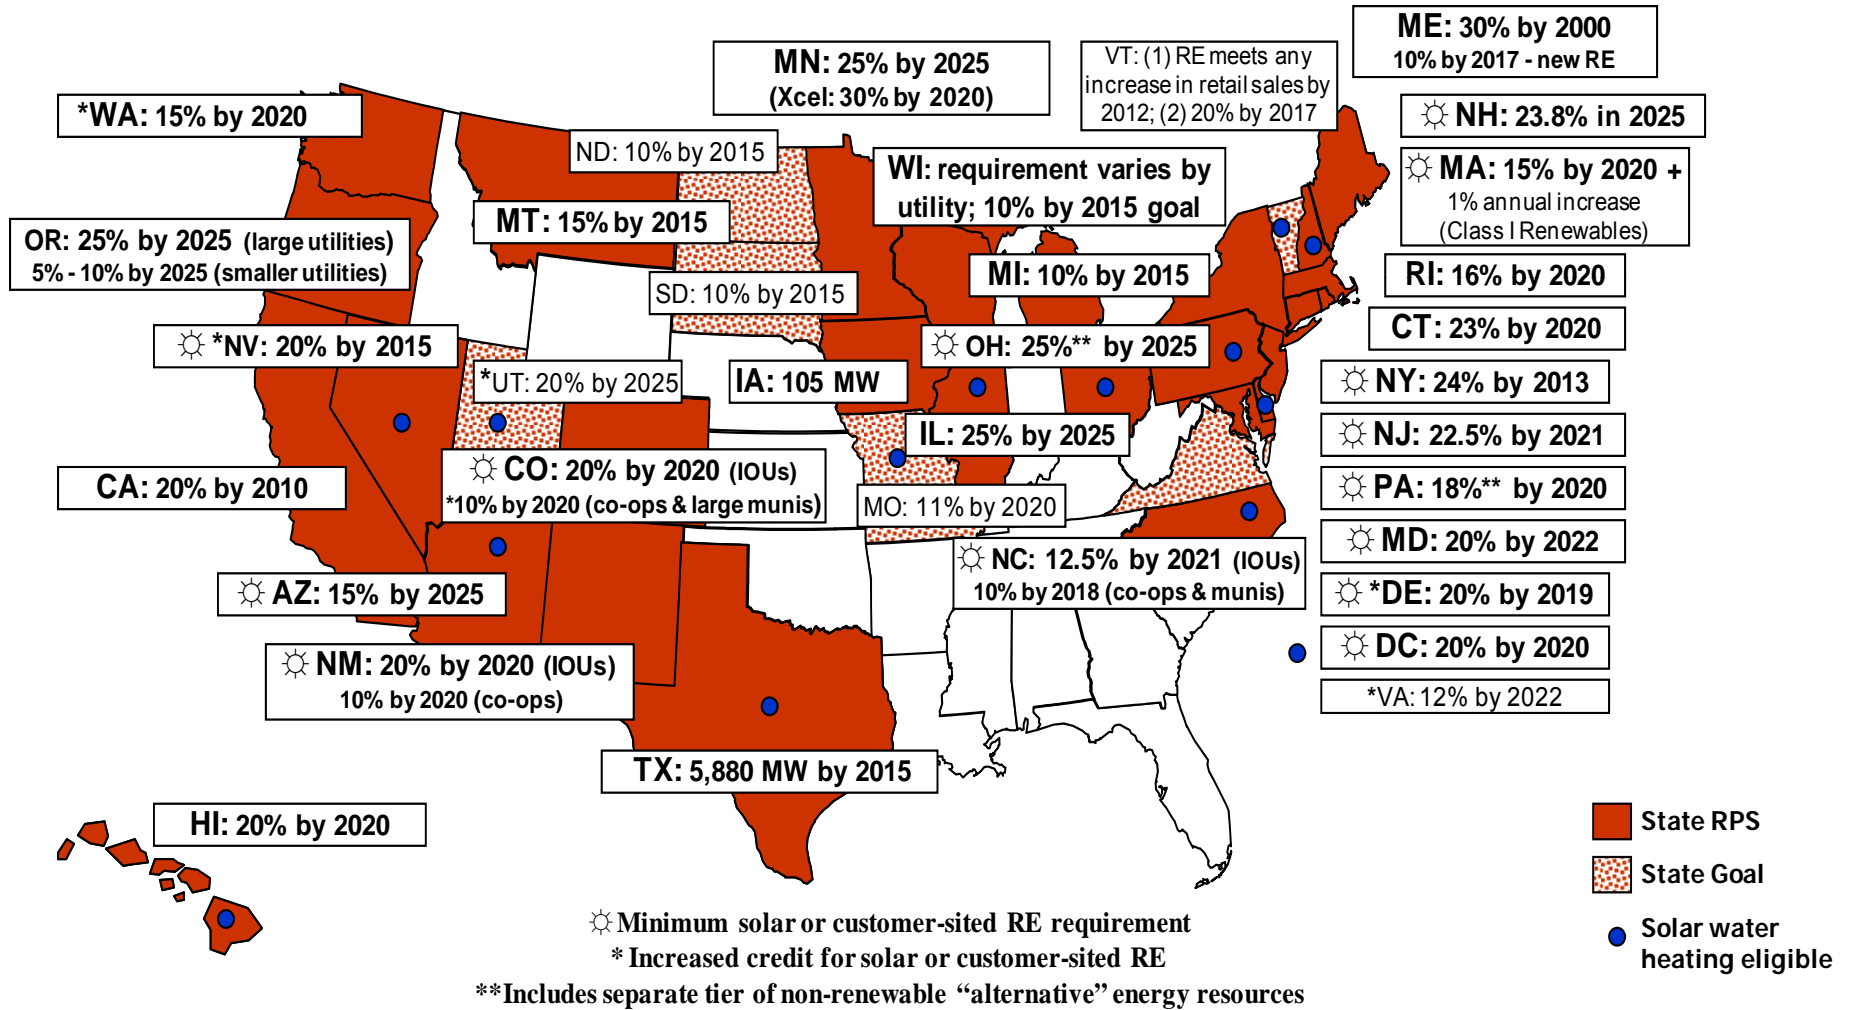 ME: 30% by 2000
10% by 2017 - new RE
MN: 25% by 2025
(Xcel: 30% by 2020)
VT: (1) RE meets any
increase in retail sales by
2012; (2) 20% by 2017
*WA: 15% by 2020
☼ NH: 23.8% in 2025
ND: 10% by 2015
WI: requirement varies by
utility; 10% by 2015 goal
☼ MA: 15% by 2020 +
1% annual increase
(Class I Renewables)
MT: 15% by 2015
OR: 25% by 2025 (large utilities)
5% - 10% by 2025 (smaller utilities)
MI: 10% by 2015
RI: 16% by 2020
SD: 10% by 2015
CT: 23% by 2020
☼ *NV: 20% by 2015
☼ OH: 25%** by 2025
*UT: 20% by 2025
IA: 105 MW
☼ NY: 24% by 2013
IL: 25% by 2025
☼ NJ: 22.5% by 2021
☼ CO: 20% by 2020 (IOUs)
*10% by 2020 (co-ops & large munis)
CA: 20% by 2010
MO: 11% by 2020
☼ PA: 18%** by 2020
☼ MD: 20% by 2022
☼ NC: 12.5% by 2021 (IOUs)
10% by 2018 (co-ops & munis)
☼ AZ: 15% by 2025
☼ *DE: 20% by 2019
☼ NM: 20% by 2020 (IOUs)
10% by 2020 (co-ops)
☼ DC: 20% by 2020
*VA: 12% by 2022
TX: 5,880 MW by 2015
HI: 20% by 2020
State RPS
State Goal
Solar water
heating eligible
☼ Minimum solar or customer-sited RE requirement
* Increased credit for solar or customer-sited RE
**Includes separate tier of non-renewable “alternative” energy resources